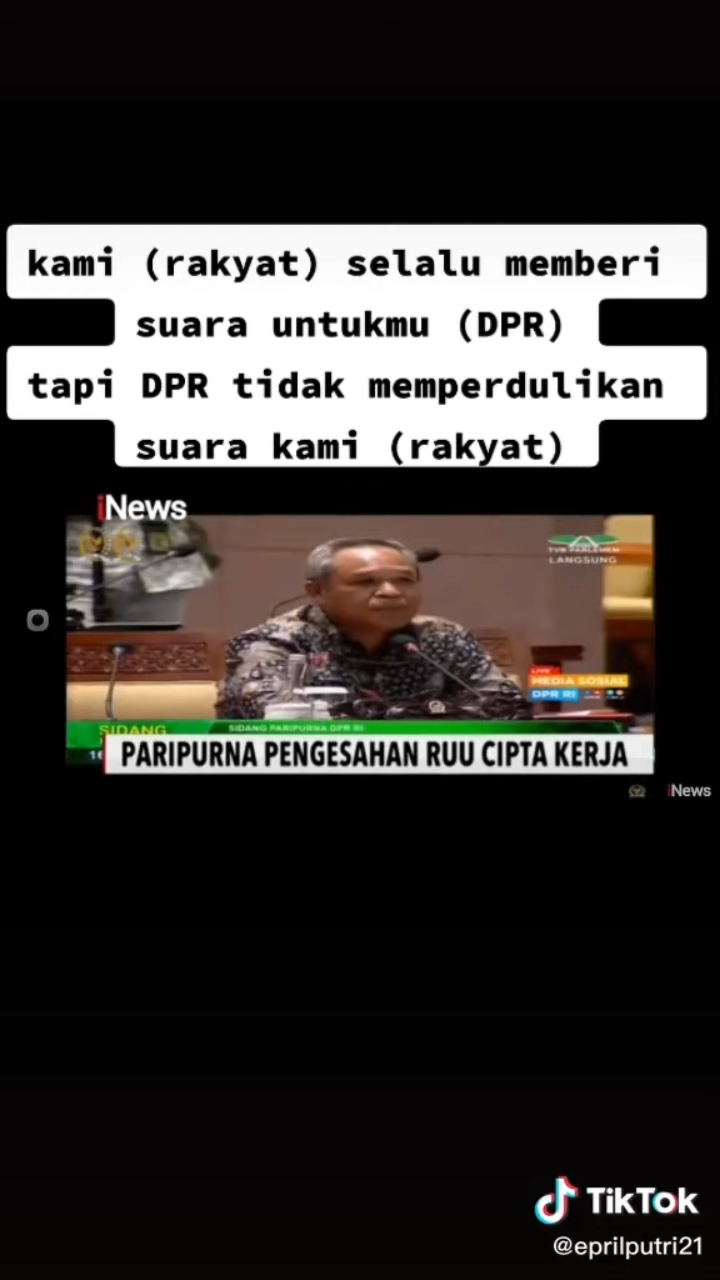 kami (rakyat) selalu memberi
suara untukmu (DPR)
tapi DPR tidak memperdulikan
suara kami (rakyat)
iNews
TVR PARLEMEN
LANGSUNG
LIVE
MEDIA SOSIAL
DPR RI
SIDANG
SIDANG PARIPURNA DPR RI
PARIPURNA PENGESAHAN RUU CIPTA KERJA
iNews
TikTok
@eprilputri21